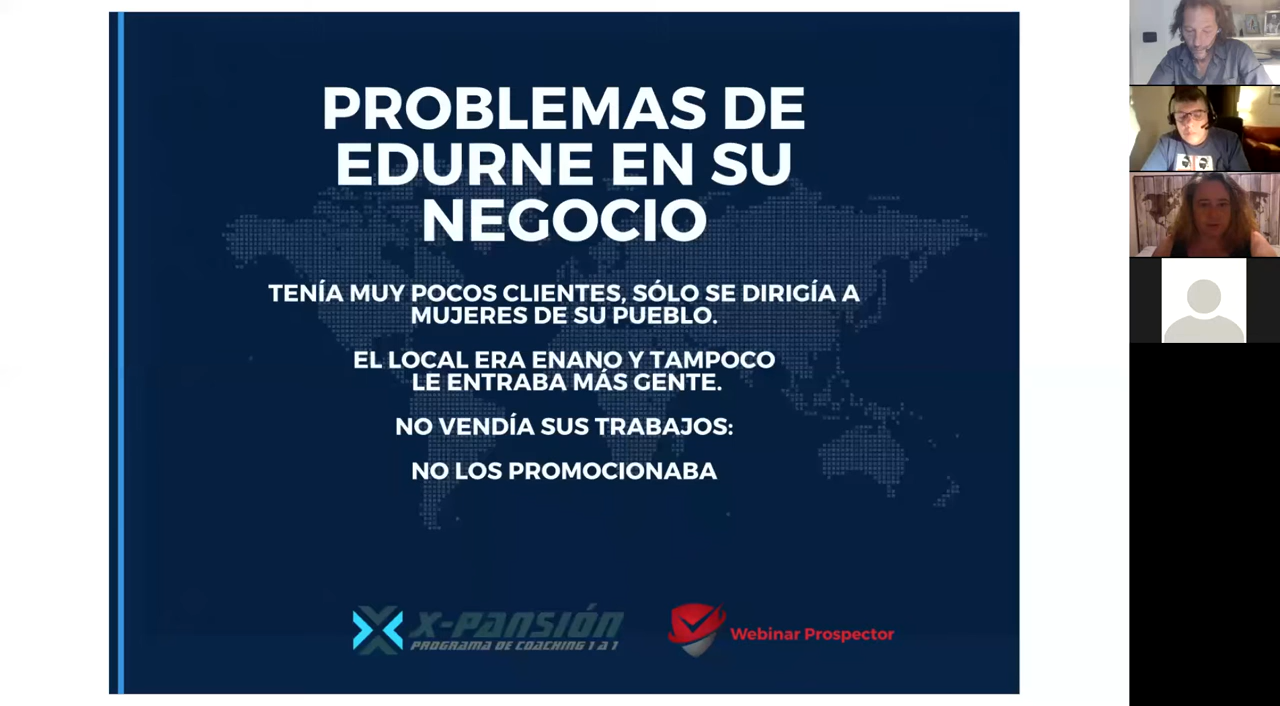 PROBLEMAS DE
EDURNE EN SU
NEGOCIO
TENÍA MUY POCOS CLIENTES, SÓLO SE DIRIGÍA A
MUJERES DE SU PUEBLO.
EL LOCAL ERA ENANO Y TAMPOCO
LE ENTRABA MÁS GENTE.
NO VENDÍA SUS TRABAJOS:
NO LOS PROMOCIONABA
X-PANSIÓN
PROGRAMA DE COACHING 1 A 1
Webinar Prospector